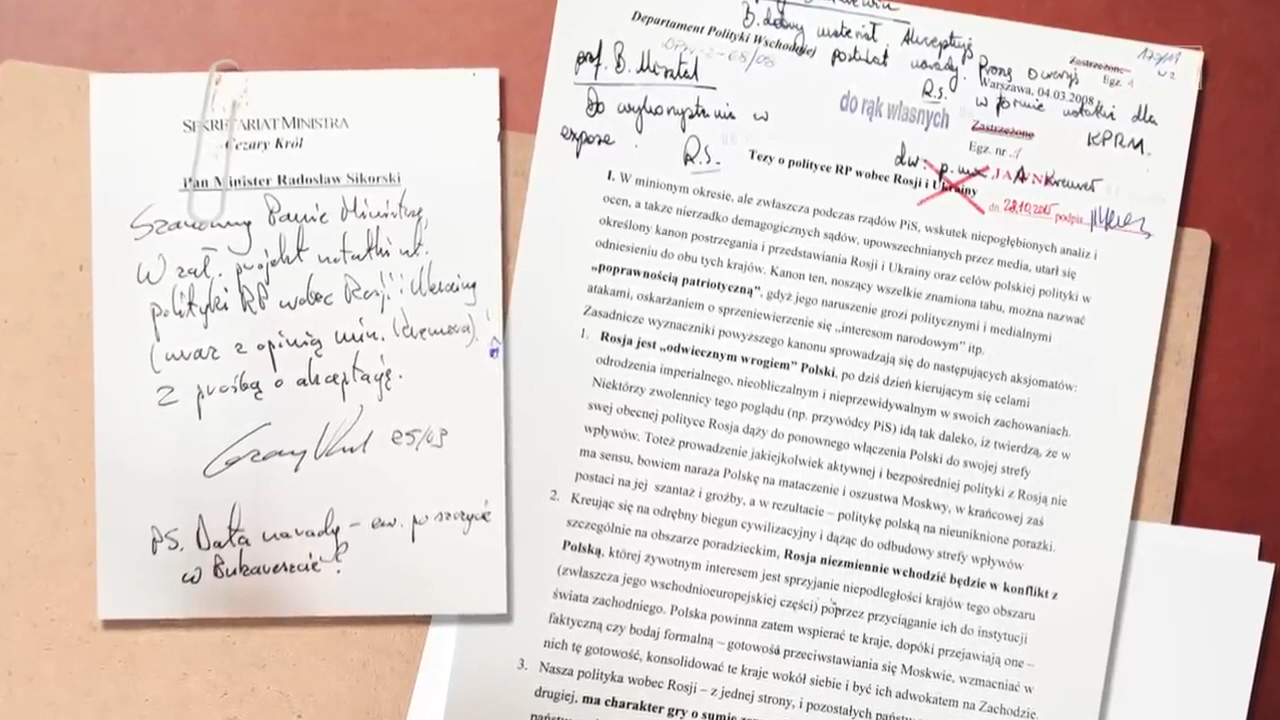 SEKRETARIAT MINISTRA
Cezary Król
Pan Minister Radosław Sikorski
Szanowny Panie Ministrze,
W zał. projekt notatki nt.
polityki RP wobec Rosji i Ukrainy
(wraz z opinią min. Kremera).
Z prośbą o akceptację.
25/03
PS. Data narady – ew. po szczycie
w Bukareszcie?
B. dobry materiał. Akceptuję
Departament Polityki Wschodniej
postulat narady. Proszę o wersję
Zastrzeżone
Egz. 1
prof. B. Misztal
R.S.
Warszawa, 04.03.2008 r.
w formie notatki dla
KPRM.
Do wykorzystania w
expose.
R.S.
do rąk własnych
Zastrzeżone
Egz. nr 1
dw. p. min. A. Kremer
JAWNE
Tezy o polityce RP wobec Rosji i Ukrainy
dn. 28.10.2015 podpis
I. W minionym okresie, ale zwłaszcza podczas rządów PiS, wskutek niepogłębionych analiz i
ocen, a także nierzadko demagogicznych sądów, upowszechnianych przez media, utarł się
określony kanon postrzegania i przedstawiania Rosji i Ukrainy oraz celów polskiej polityki w
odniesieniu do obu tych krajów. Kanon ten, noszący wszelkie znamiona tabu, można nazwać
„poprawnością patriotyczną”, gdyż jego naruszenie grozi politycznymi i medialnymi
atakami, oskarżaniem o sprzeniewierzenie się „interesom narodowym” itp.
Zasadnicze wyznaczniki powyższego kanonu sprowadzają się do następujących aksjomatów:
1. Rosja jest „odwiecznym wrogiem” Polski, po dziś dzień kierującym się celami
odrodzenia imperialnego, nieobliczalnym i nieprzewidywalnym w swoich zachowaniach.
Niektórzy zwolennicy tego poglądu (np. przywódcy PiS) idą tak daleko, iż twierdzą, że w
swej obecnej polityce Rosja dąży do ponownego włączenia Polski do swojej strefy
wpływów. Toteż prowadzenie jakiejkolwiek aktywnej i bezpośredniej polityki z Rosją nie
ma sensu, bowiem naraża Polskę na mataczenie i oszustwa Moskwy, w krańcowej zaś
postaci na jej szantaż i groźby, a w rezultacie – politykę polską na nieuniknione porażki.
2. Kreując się na odrębny biegun cywilizacyjny i dążąc do odbudowy strefy wpływów
szczególnie na obszarze poradzieckim, Rosja niezmiennie wchodzić będzie w konflikt z
Polską, której żywotnym interesem jest sprzyjanie niepodległości krajów tego obszaru
(zwłaszcza jego wschodnioeuropejskiej części) poprzez przyciąganie ich do instytucji
świata zachodniego. Polska powinna zatem wspierać te kraje, dopóki przejawiają one –
faktyczną czy bodaj formalną – gotowość przeciwstawiania się Moskwie, wzmacniać w
nich tę gotowość, konsolidować te kraje wokół siebie i być ich adwokatem na Zachodzie.
3. Nasza polityka wobec Rosji – z jednej strony, i pozostałych
drugiej, ma charakter gry o sumie